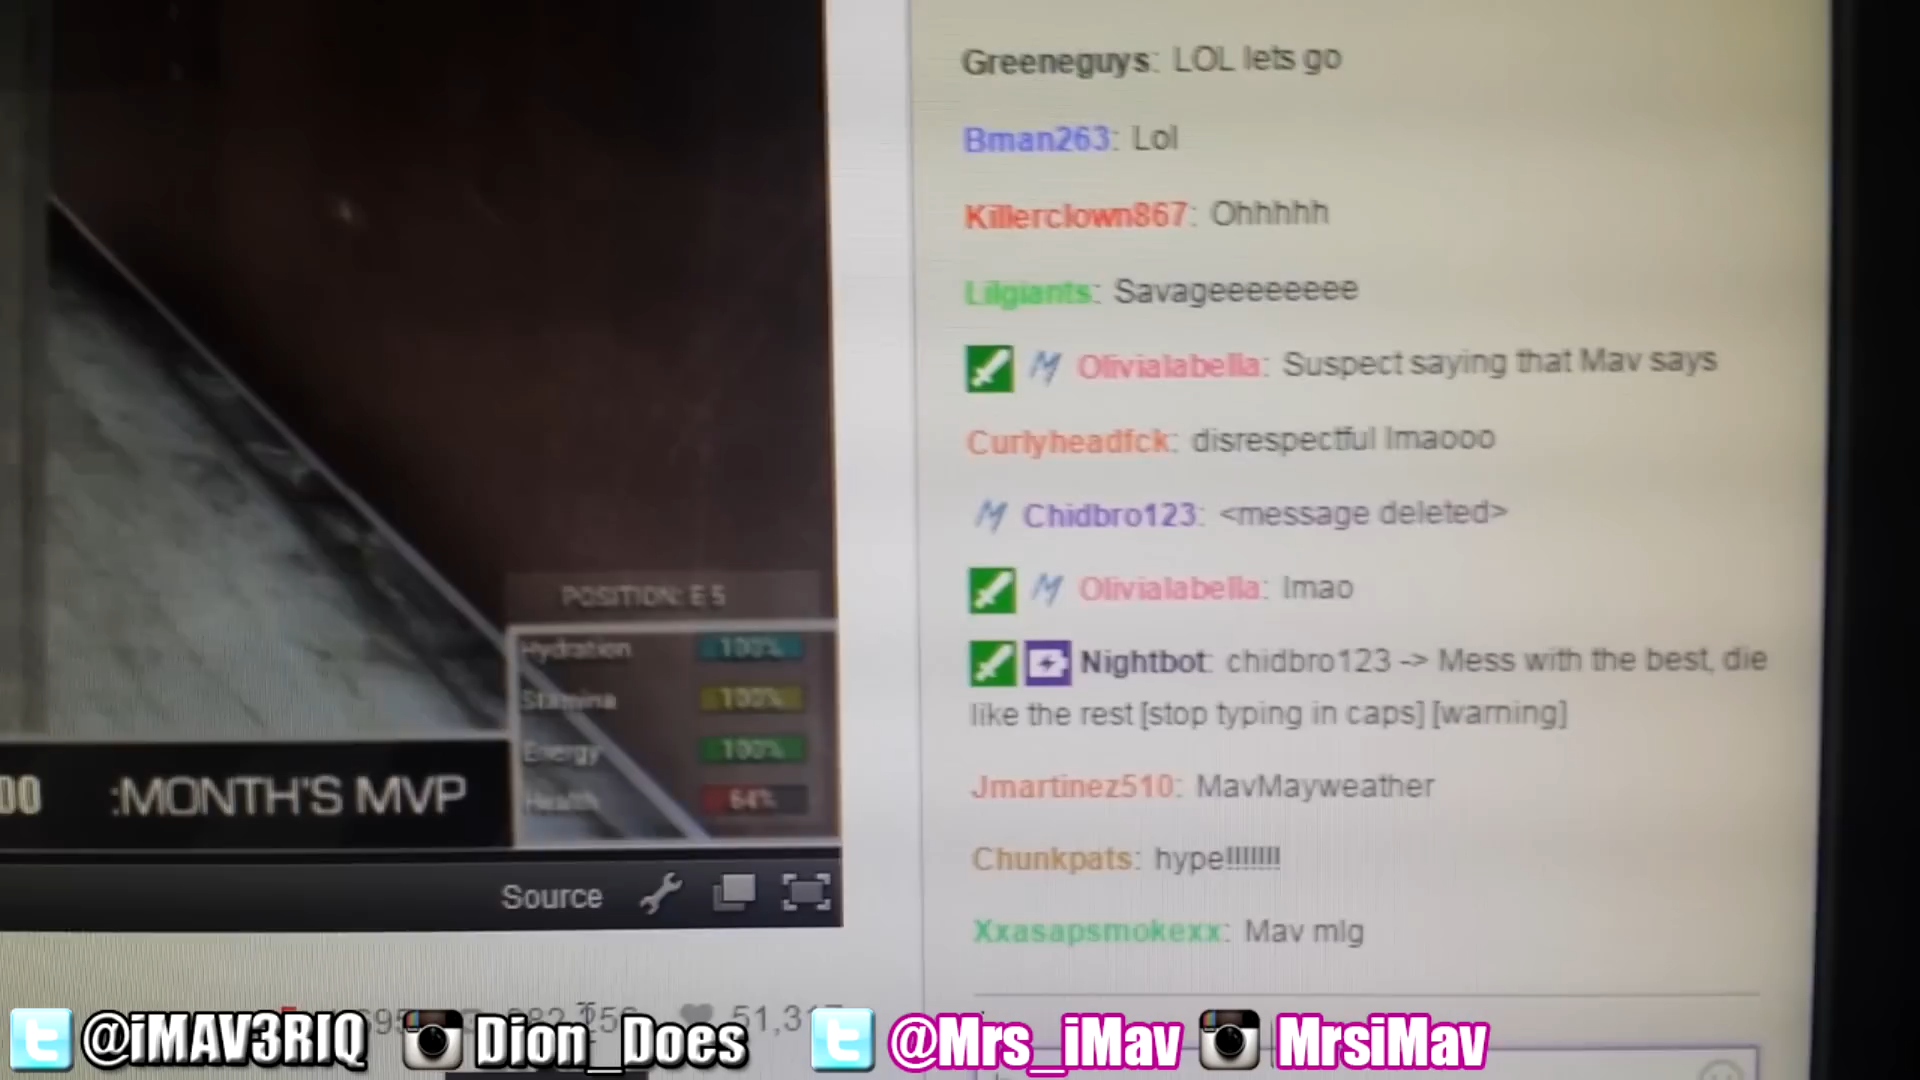 Greeneguys: LOL lets go
Bman263: Lol
Killerclown867: Ohhhhh
Lilgiants: Savageeeeeeee
Olivialabella: Suspect saying that Mav says
Curlyheadfck: disrespectful lmaooo
Chidbro123: <message deleted>
Olivialabella: lmao
Nightbot: chidbro123 -> Mess with the best, die
like the rest [stop typing in caps] [warning]
Jmartinez510: MavMayweather
Chunkpats: hype!!!!!!!!
Xxasapsmokexx: Mav mlg
POSITION: E 5
Hydration 100%
Stamina 100%
Energy 100%
Health 64%
00 :MONTH'S MVP
Source
@iMAV3RIQ Dion_Does @Mrs_iMav MrsiMav